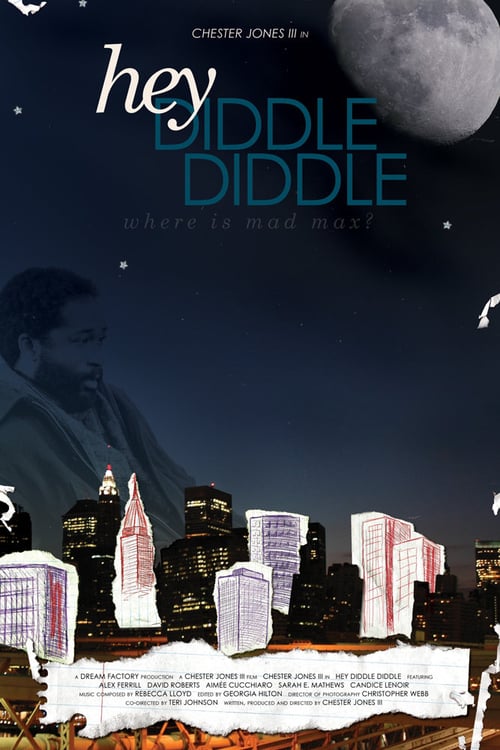 CHESTER JONES III IN
hey
DIDDLE
DIDDLE
where is mad max?
A DREAM FACTORY PRODUCTION A CHESTER JONES III FILM CHESTER JONES III IN HEY DIDDLE DIDDLE FEATURING
ALEX FERRILL DAVID ROBERTS AIMÉE CUCCHIARO SARAH E. MATHEWS CANDICE LENOIR
MUSIC COMPOSED BY REBECCA LLOYD EDITED BY GEORGIA HILTON DIRECTOR OF PHOTOGRAPHY CHRISTOPHER WEBB
CO-DIRECTED BY TERI JOHNSON WRITTEN, PRODUCED AND DIRECTED BY CHESTER JONES III